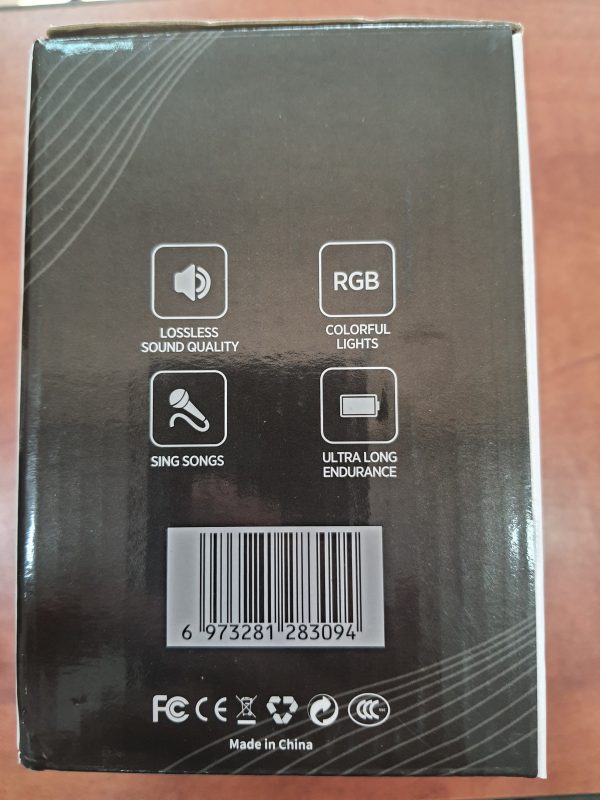 RGB
LOSSLESS
SOUND QUALITY
COLORFUL
LIGHTS
SING SONGS
ULTRA LONG
ENDURANCE
6 973281 283094
FC CE CCC
Made in China